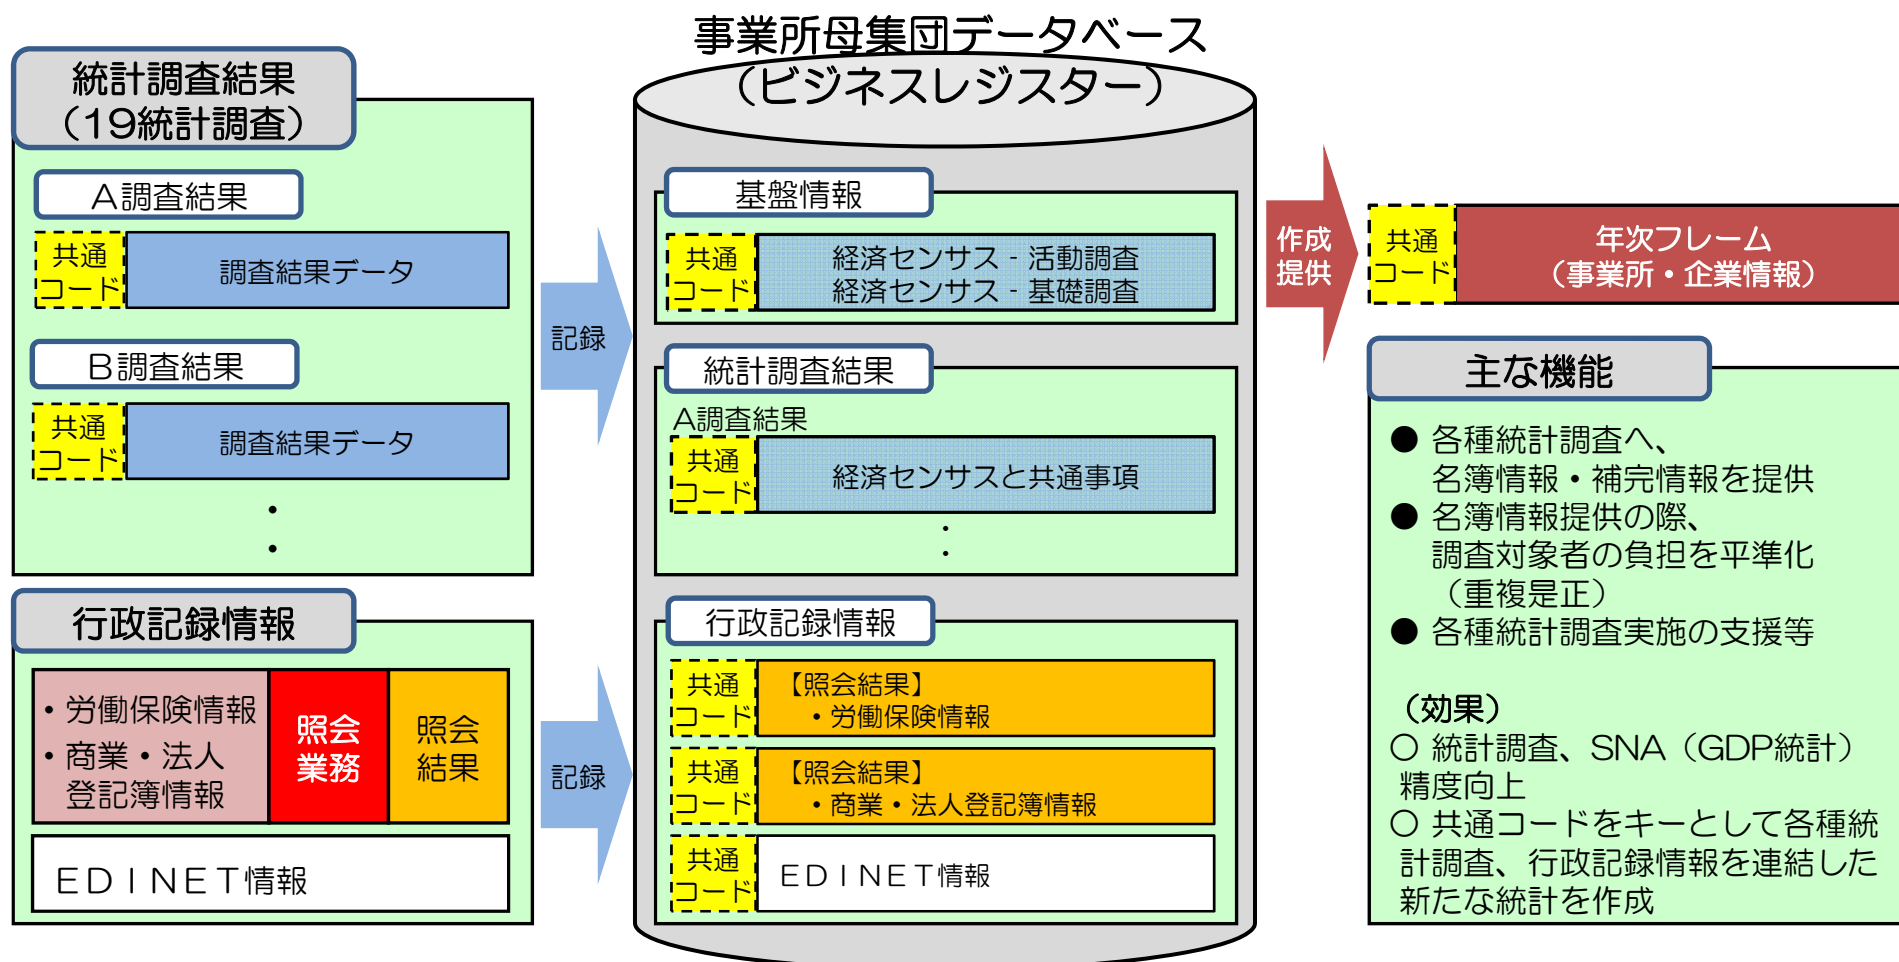 事業所母集団データベース
（ビジネスレジスター）
統計調査結果
（19統計調査）
Ａ調査結果
共通
コード
調査結果データ
Ｂ調査結果
共通
コード
調査結果データ
・
・
行政記録情報
・労働保険情報
・商業・法人
登記簿情報
照会
業務
照会
結果
ＥＤＩＮＥＴ情報
記録
記録
基盤情報
共通
コード
経済センサス‐活動調査
経済センサス‐基礎調査
統計調査結果
A調査結果
共通
コード
経済センサスと共通事項
・
・
行政記録情報
共通
コード
【照会結果】
・労働保険情報
共通
コード
【照会結果】
・商業・法人登記簿情報
共通
コード
ＥＤＩＮＥＴ情報
作成
提供
共通
コード
年次フレーム
（事業所・企業情報）
主な機能
● 各種統計調査へ、
名簿情報・補完情報を提供
● 名簿情報提供の際、
調査対象者の負担を平準化
（重複是正）
● 各種統計調査実施の支援等
（効果）
○ 統計調査、SNA（GDP統計）
精度向上
○ 共通コードをキーとして各種統
計調査、行政記録情報を連結した
新たな統計を作成